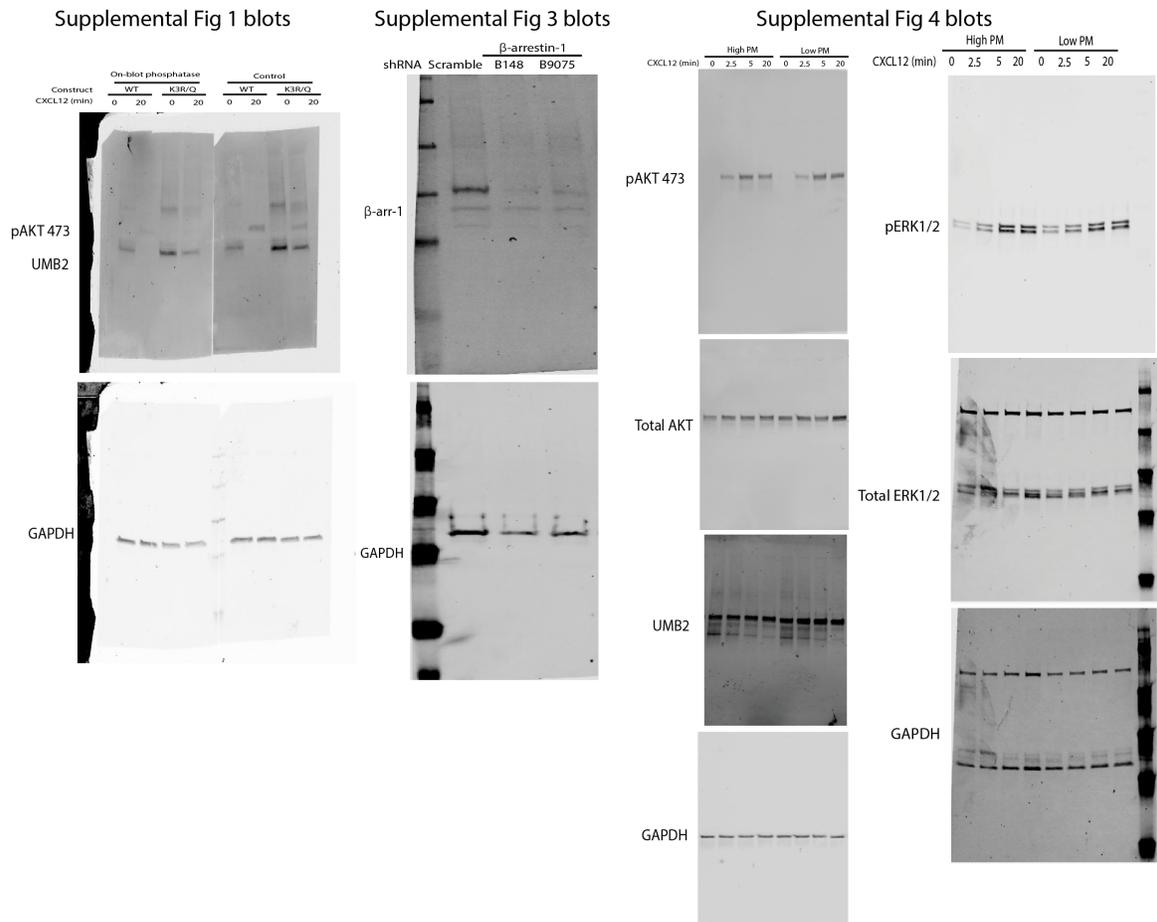 Supplemental Fig 1 blots
On-blot phosphatase Control
Construct WT K3R/Q WT K3R/Q
CXCL12 (min) 0 20 0 20 0 20 0 20
pAKT 473
UMB2
GAPDH
Supplemental Fig 3 blots
β-arrestin-1
shRNA Scramble B148 B9075
β-arr-1
GAPDH
Supplemental Fig 4 blots
High PM Low PM
CXCL12 (min) 0 2.5 5 20 0 2.5 5 20
pAKT 473
Total AKT
UMB2
GAPDH
High PM Low PM
CXCL12 (min) 0 2.5 5 20 0 2.5 5 20
pERK1/2
Total ERK1/2
GAPDH